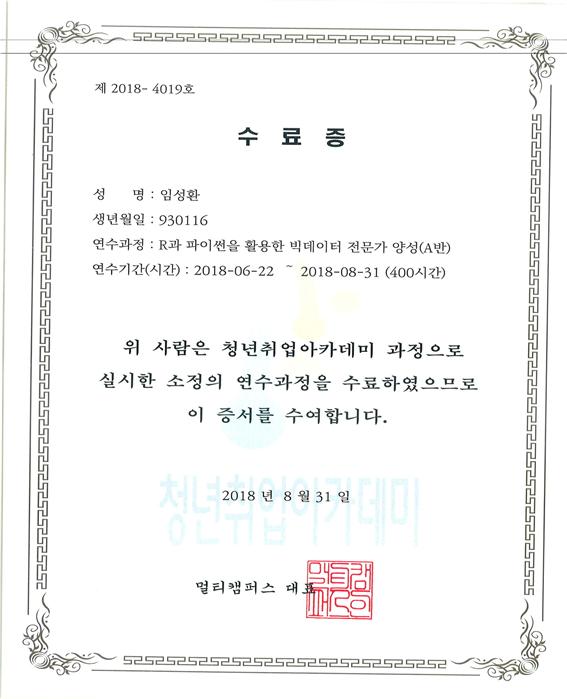 제 2018- 4019호
수 료 증
성 명 : 임성환
생년월일 : 930116
연수과정 : R과 파이썬을 활용한 빅데이터 전문가 양성(A반)
연수기간(시간) : 2018-06-22 ~ 2018-08-31 (400시간)
위 사람은 청년취업아카데미 과정으로
실시한 소정의 연수과정을 수료하였으므로
이 증서를 수여합니다.
2018 년 8 월 31 일
청년취업아카데미
멀티캠퍼스 대표